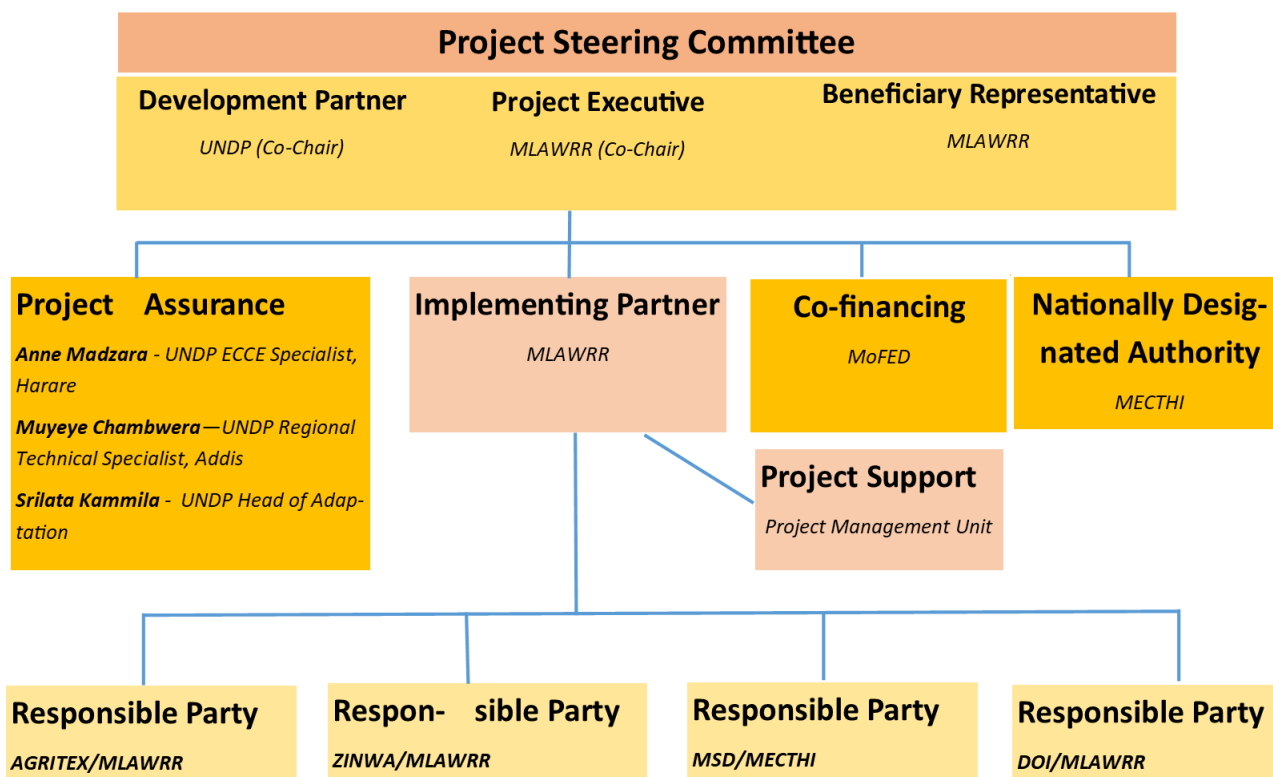 Project Steering Committee
Development Partner
UNDP (Co-Chair)
Project Executive
MLAWRR (Co-Chair)
Beneficiary Representative
MLAWRR
Project Assurance
Anne Madzara - UNDP ECCE Specialist,
Harare
Muyeye Chambwera—UNDP Regional
Technical Specialist, Addis
Srilata Kammila - UNDP Head of Adap-
tation
Implementing Partner
MLAWRR
Co-financing
MoFED
Nationally Desig-
nated Authority
MECTHI
Project Support
Project Management Unit
Responsible Party
AGRITEX/MLAWRR
Respon- sible Party
ZINWA/MLAWRR
Responsible Party
MSD/MECTHI
Responsible Party
DOI/MLAWRR